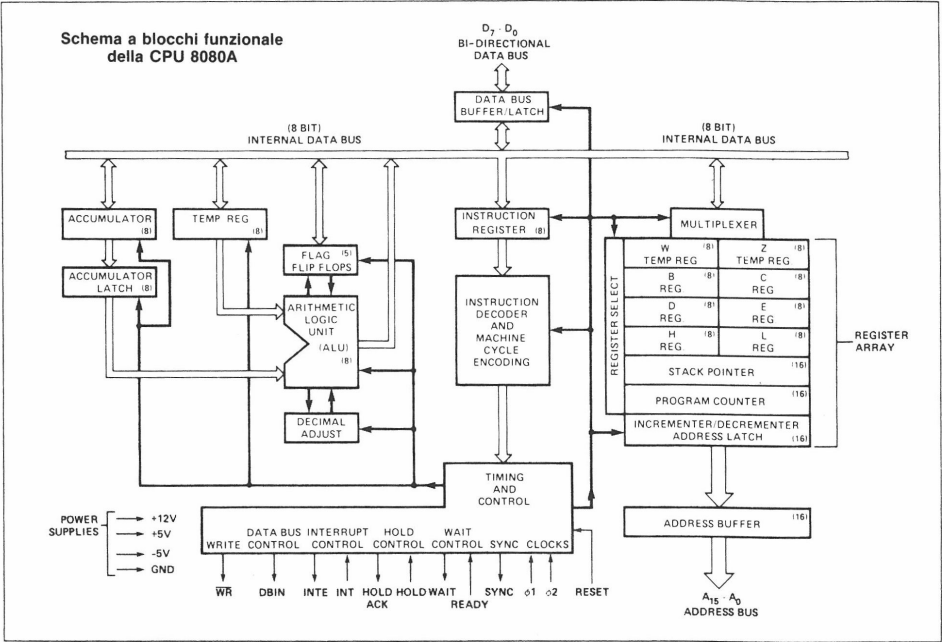 Schema a blocchi funzionale
della CPU 8080A
D7 - D0
BI-DIRECTIONAL
DATA BUS
DATA BUS
BUFFER/LATCH
(8 BIT)
INTERNAL DATA BUS
(8 BIT)
INTERNAL DATA BUS
ACCUMULATOR
(8)
TEMP REG
(8)
INSTRUCTION
REGISTER (8)
MULTIPLEXER
FLAG (5)
FLIP FLOPS
ACCUMULATOR
LATCH (8)
ARITHMETIC
LOGIC
UNIT
(ALU)
(8)
DECIMAL
ADJUST
INSTRUCTION
DECODER
AND
MACHINE
CYCLE
ENCODING
REGISTER SELECT
W (8)
TEMP REG
Z (8)
TEMP REG.
B (8)
REG
C (8)
REG
D (8)
REG
E (8)
REG
H (8)
REG
L (8)
REG
STACK POINTER (16)
PROGRAM COUNTER (16)
INCREMENTER/DECREMENTER
ADDRESS LATCH (16)
REGISTER
ARRAY
TIMING
AND
CONTROL
DATA BUS INTERRUPT HOLD WAIT
WRITE CONTROL CONTROL CONTROL CONTROL SYNC CLOCKS
ADDRESS BUFFER (16)
POWER
SUPPLIES
+12V
+5V
-5V
GND
WR DBIN INTE INT HOLD ACK HOLD WAIT READY SYNC φ1 φ2 RESET
A15 - A0
ADDRESS BUS